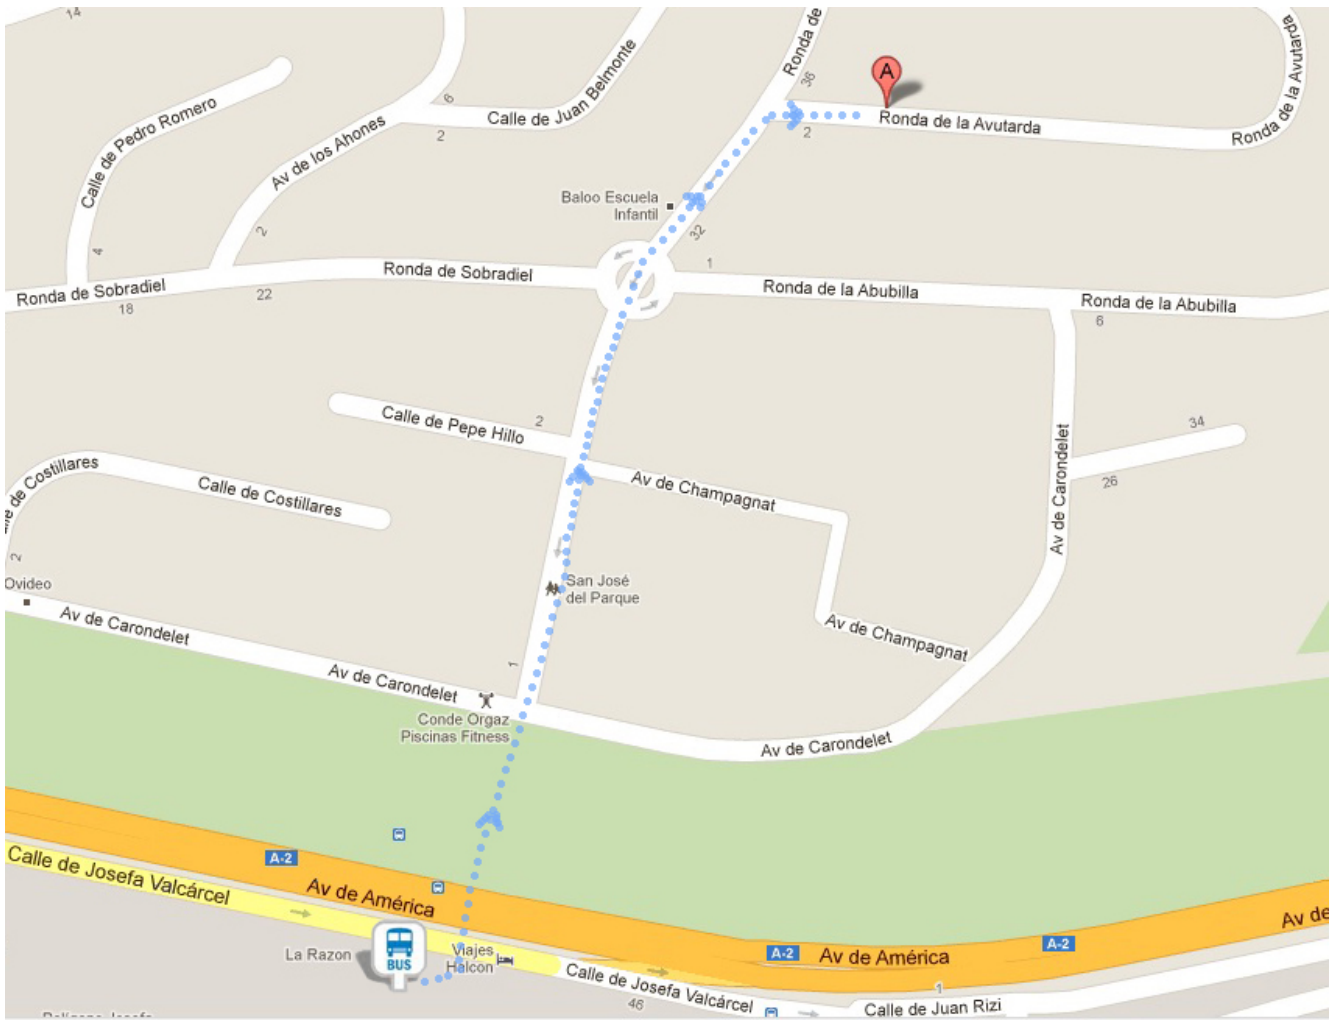 14
Ronda de
36
A
Ronda de la Avutarda
Ronda de la Avutarda
Ronda de la Avutarda
2
Calle de Juan Belmonte
6
2
Calle de Pedro Romero
Av de los Ahones
4
2
Baloo Escuela
Infantil
32
1
Ronda de Sobradiel
Ronda de Sobradiel
18
22
Ronda de la Abubilla
Ronda de la Abubilla
6
Calle de Pepe Hillo
2
34
26
Av de Carondelet
Av de Champagnat
Calle de Costillares
de Costillares
2
Ovideo
San José
del Parque
Av de Champagnat
Av de Carondelet
Av de Carondelet
1
Conde Orgaz
Piscinas Fitness
Av de Carondelet
A-2
Calle de Josefa Valcárcel
Av de América
La Razon
BUS
Viajes
Halcon
A-2
Av de América
A-2
Av de
Calle de Josefa Valcárcel
46
1
Calle de Juan Rizi